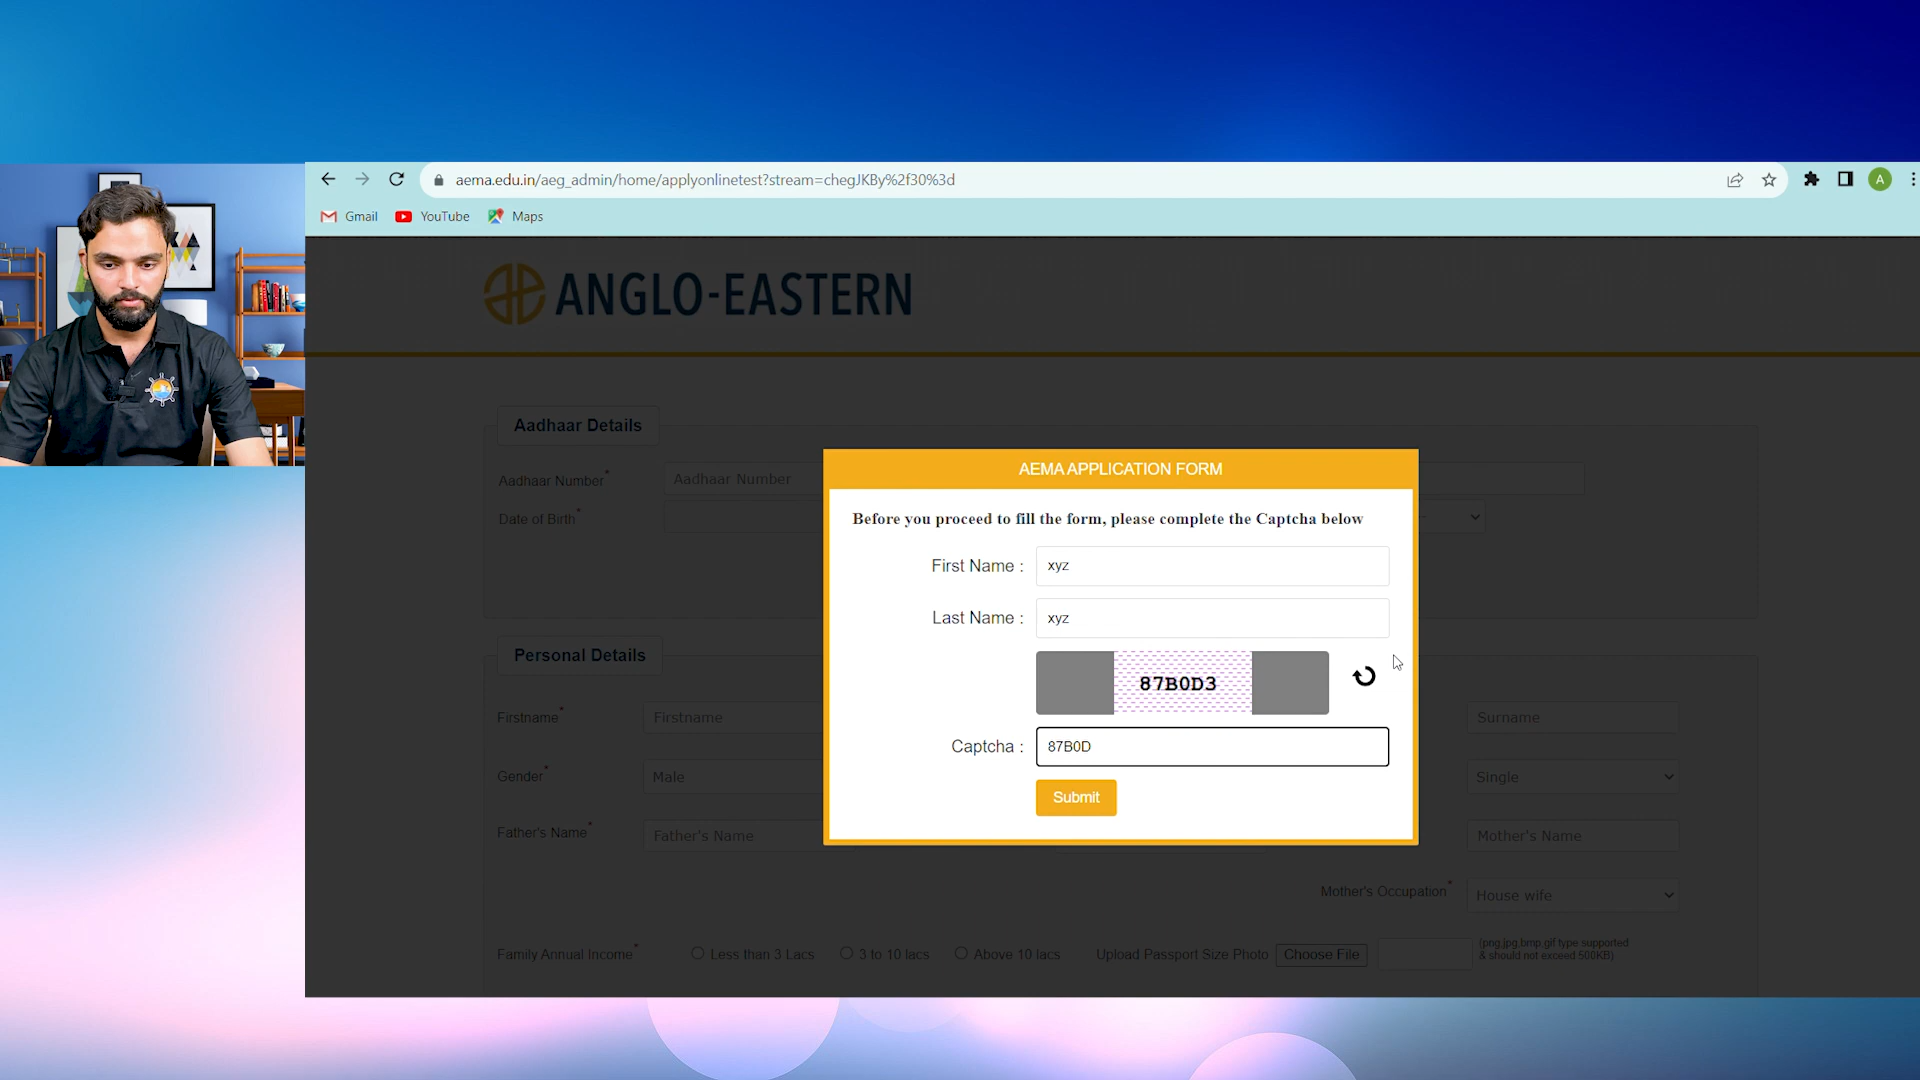 aema.edu.in/aeg_admin/home/applyonlinetest?stream=chegJKBy%2f30%3d
A
Gmail YouTube Maps
ANGLO-EASTERN
Aadhaar Details
Aadhaar Number* Aadhaar Number
Date of Birth*
AEMA APPLICATION FORM
Before you proceed to fill the form, please complete the Captcha below
First Name : xyz
Last Name : xyz
87B0D3
Captcha : 87B0D
Submit
Personal Details
Firstname* Firstname Surname
Gender* Male Single
Father's Name* Father's Name Mother's Name
Mother's Occupation* House wife
Family Annual Income* Less than 3 Lacs 3 to 10 lacs Above 10 lacs Upload Passport Size Photo Choose File (png,jpg,bmp,gif type supported
& should not exceed 500KB)